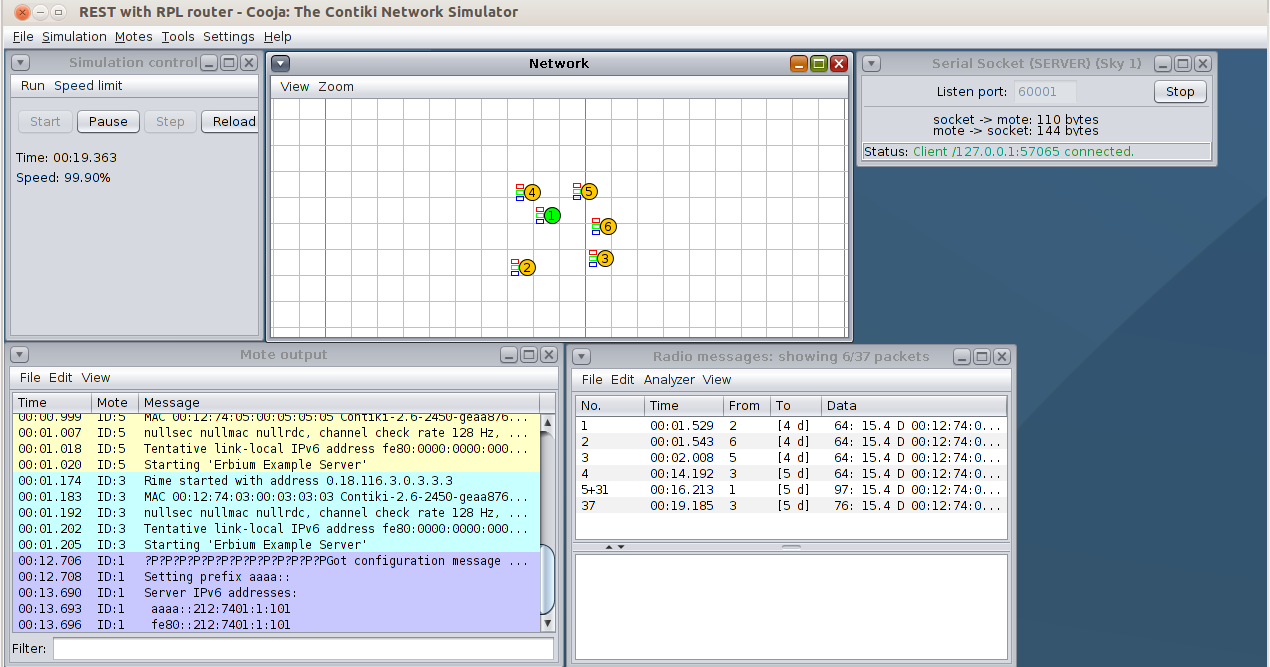 REST with RPL router - Cooja: The Contiki Network Simulator
File Simulation Motes Tools Settings Help
Simulation control
Run Speed limit
Start Pause Step Reload
Time: 00:19.363
Speed: 99.90%
Network
View Zoom
4
5
1
6
3
2
Serial Socket (SERVER) (Sky 1)
Listen port: 60001 Stop
socket -> mote: 110 bytes
mote -> socket: 144 bytes
Status: Client /127.0.0.1:57065 connected.
Mote output
File Edit View
Time Mote Message
00:00.999 ID:5 MAC 00:12:74:05:00:05:05:05 Contiki-2.6-2450-geaa876...
00:01.007 ID:5 nullsec nullmac nullrdc, channel check rate 128 Hz, ...
00:01.018 ID:5 Tentative link-local IPv6 address fe80:0000:0000:000...
00:01.020 ID:5 Starting 'Erbium Example Server'
00:01.174 ID:3 Rime started with address 0.18.116.3.0.3.3.3
00:01.183 ID:3 MAC 00:12:74:03:00:03:03:03 Contiki-2.6-2450-geaa876...
00:01.192 ID:3 nullsec nullmac nullrdc, channel check rate 128 Hz, ...
00:01.202 ID:3 Tentative link-local IPv6 address fe80:0000:0000:000...
00:01.205 ID:3 Starting 'Erbium Example Server'
00:12.706 ID:1 ?P?P?P?P?P?P?P?P?P?P?P?P?PGot configuration message ...
00:12.708 ID:1 Setting prefix aaaa::
00:13.690 ID:1 Server IPv6 addresses:
00:13.693 ID:1 aaaa::212:7401:1:101
00:13.696 ID:1 fe80::212:7401:1:101
Filter:
Radio messages: showing 6/37 packets
File Edit Analyzer View
No. Time From To Data
1 00:01.529 2 [4 d] 64: 15.4 D 00:12:74:0...
2 00:01.543 6 [4 d] 64: 15.4 D 00:12:74:0...
3 00:02.008 5 [4 d] 64: 15.4 D 00:12:74:0...
4 00:14.192 3 [5 d] 64: 15.4 D 00:12:74:0...
5+31 00:16.213 1 [5 d] 97: 15.4 D 00:12:74:0...
37 00:19.185 3 [5 d] 76: 15.4 D 00:12:74:0...